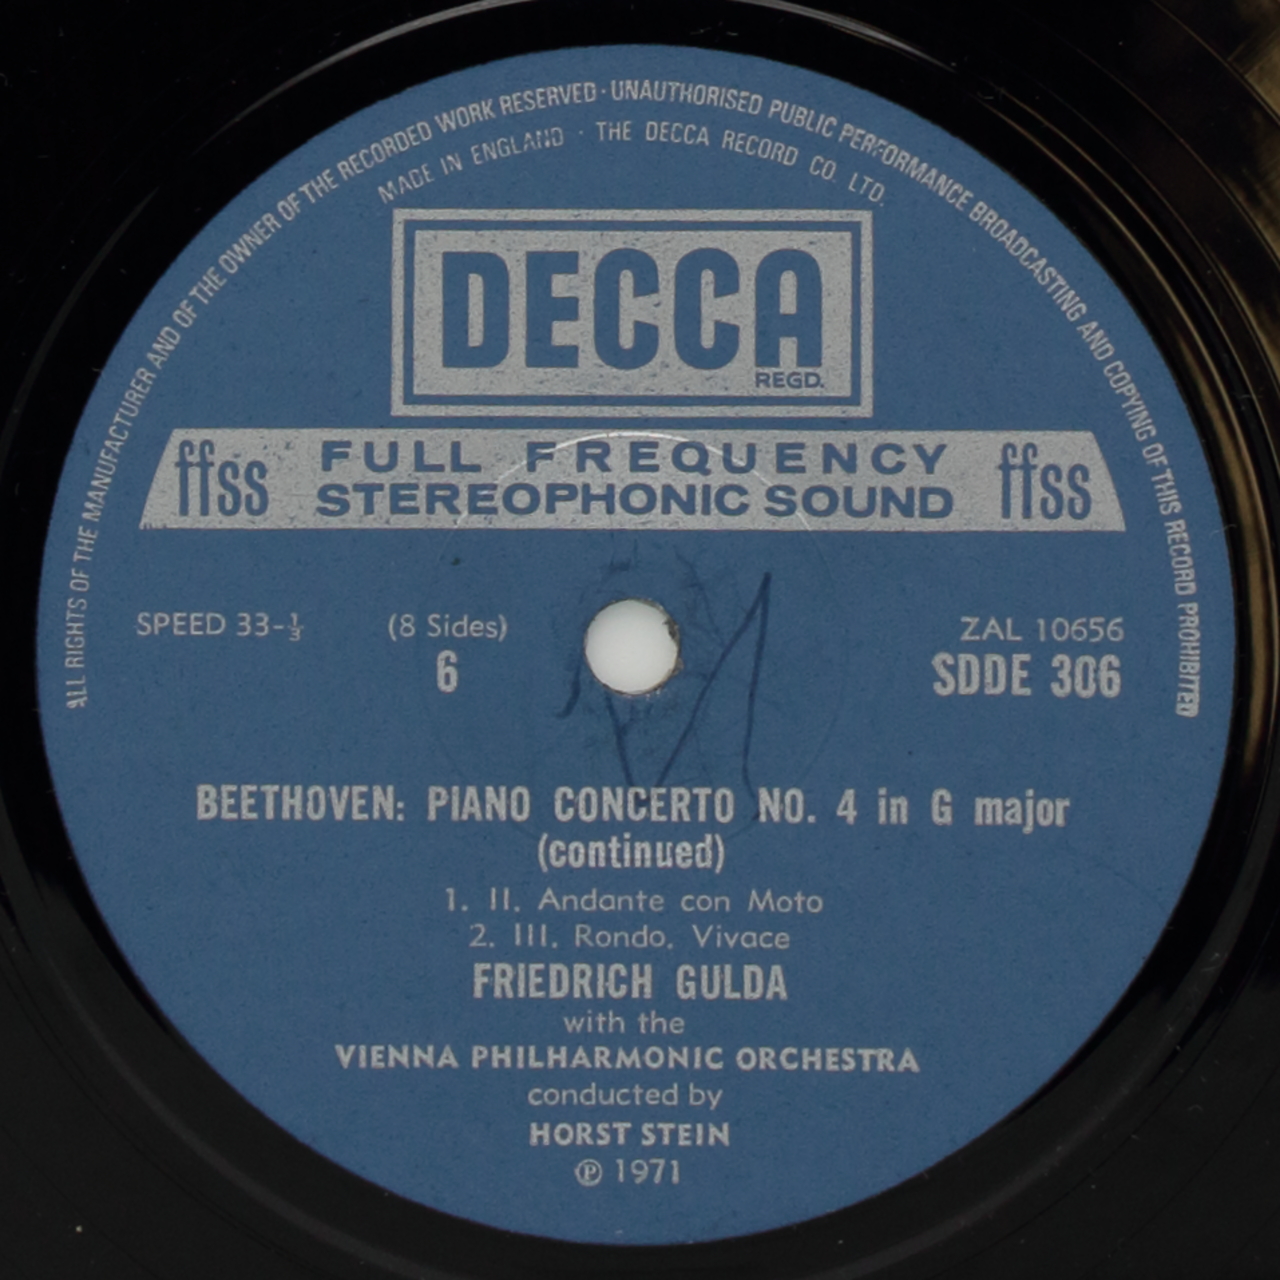 ALL RIGHTS OF THE MANUFACTURER AND OF THE OWNER OF THE RECORDED WORK RESERVED · UNAUTHORISED PUBLIC PERFORMANCE BROADCASTING AND COPYING OF THIS RECORD PROHIBITED
MADE IN ENGLAND · THE DECCA RECORD CO. LTD.
DECCA
REGD.
ffss FULL FREQUENCY STEREOPHONIC SOUND ffss
SPEED 33-⅓ (8 Sides) ZAL 10656
6 SDDE 306
BEETHOVEN: PIANO CONCERTO NO. 4 in G major
(continued)
1. II. Andante con Moto
2. III. Rondo. Vivace
FRIEDRICH GULDA
with the
VIENNA PHILHARMONIC ORCHESTRA
conducted by
HORST STEIN
Ⓟ 1971